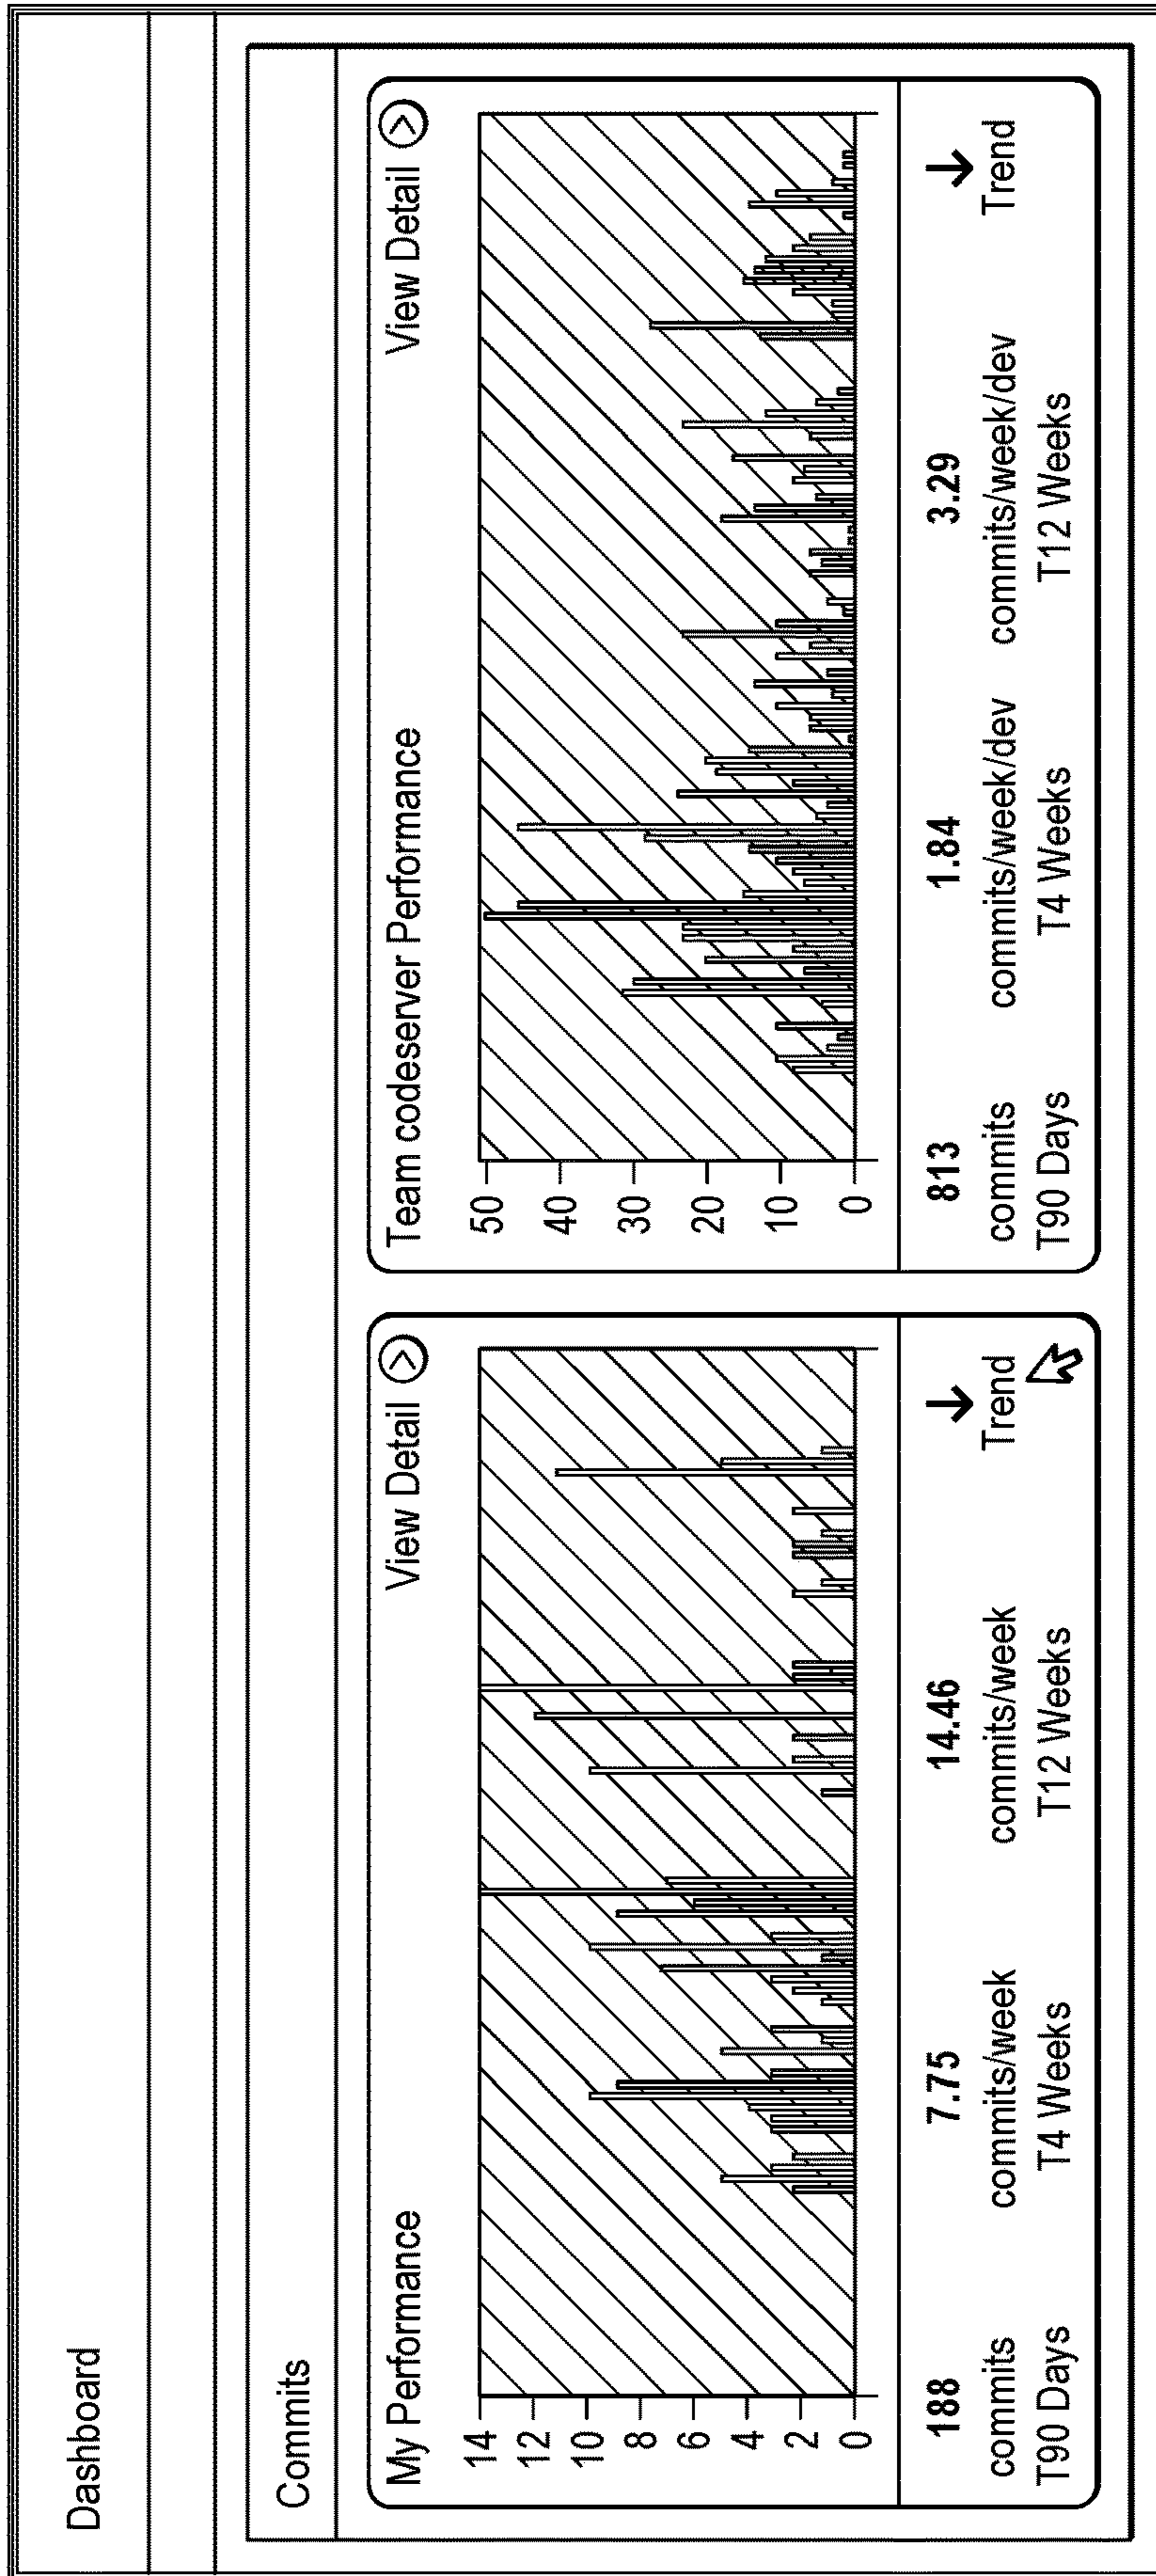 Dashboard
Commits
My Performance
View Detail
14
12
10
8
6
4
2
0
188
commits
T90 Days
7.75
commits/week
T4 Weeks
14.46
commits/week
T12 Weeks
Trend
Team codeserver Performance
View Detail
50
40
30
20
10
0
813
commits
T90 Days
1.84
commits/week/dev
T4 Weeks
3.29
commits/week/dev
T12 Weeks
Trend